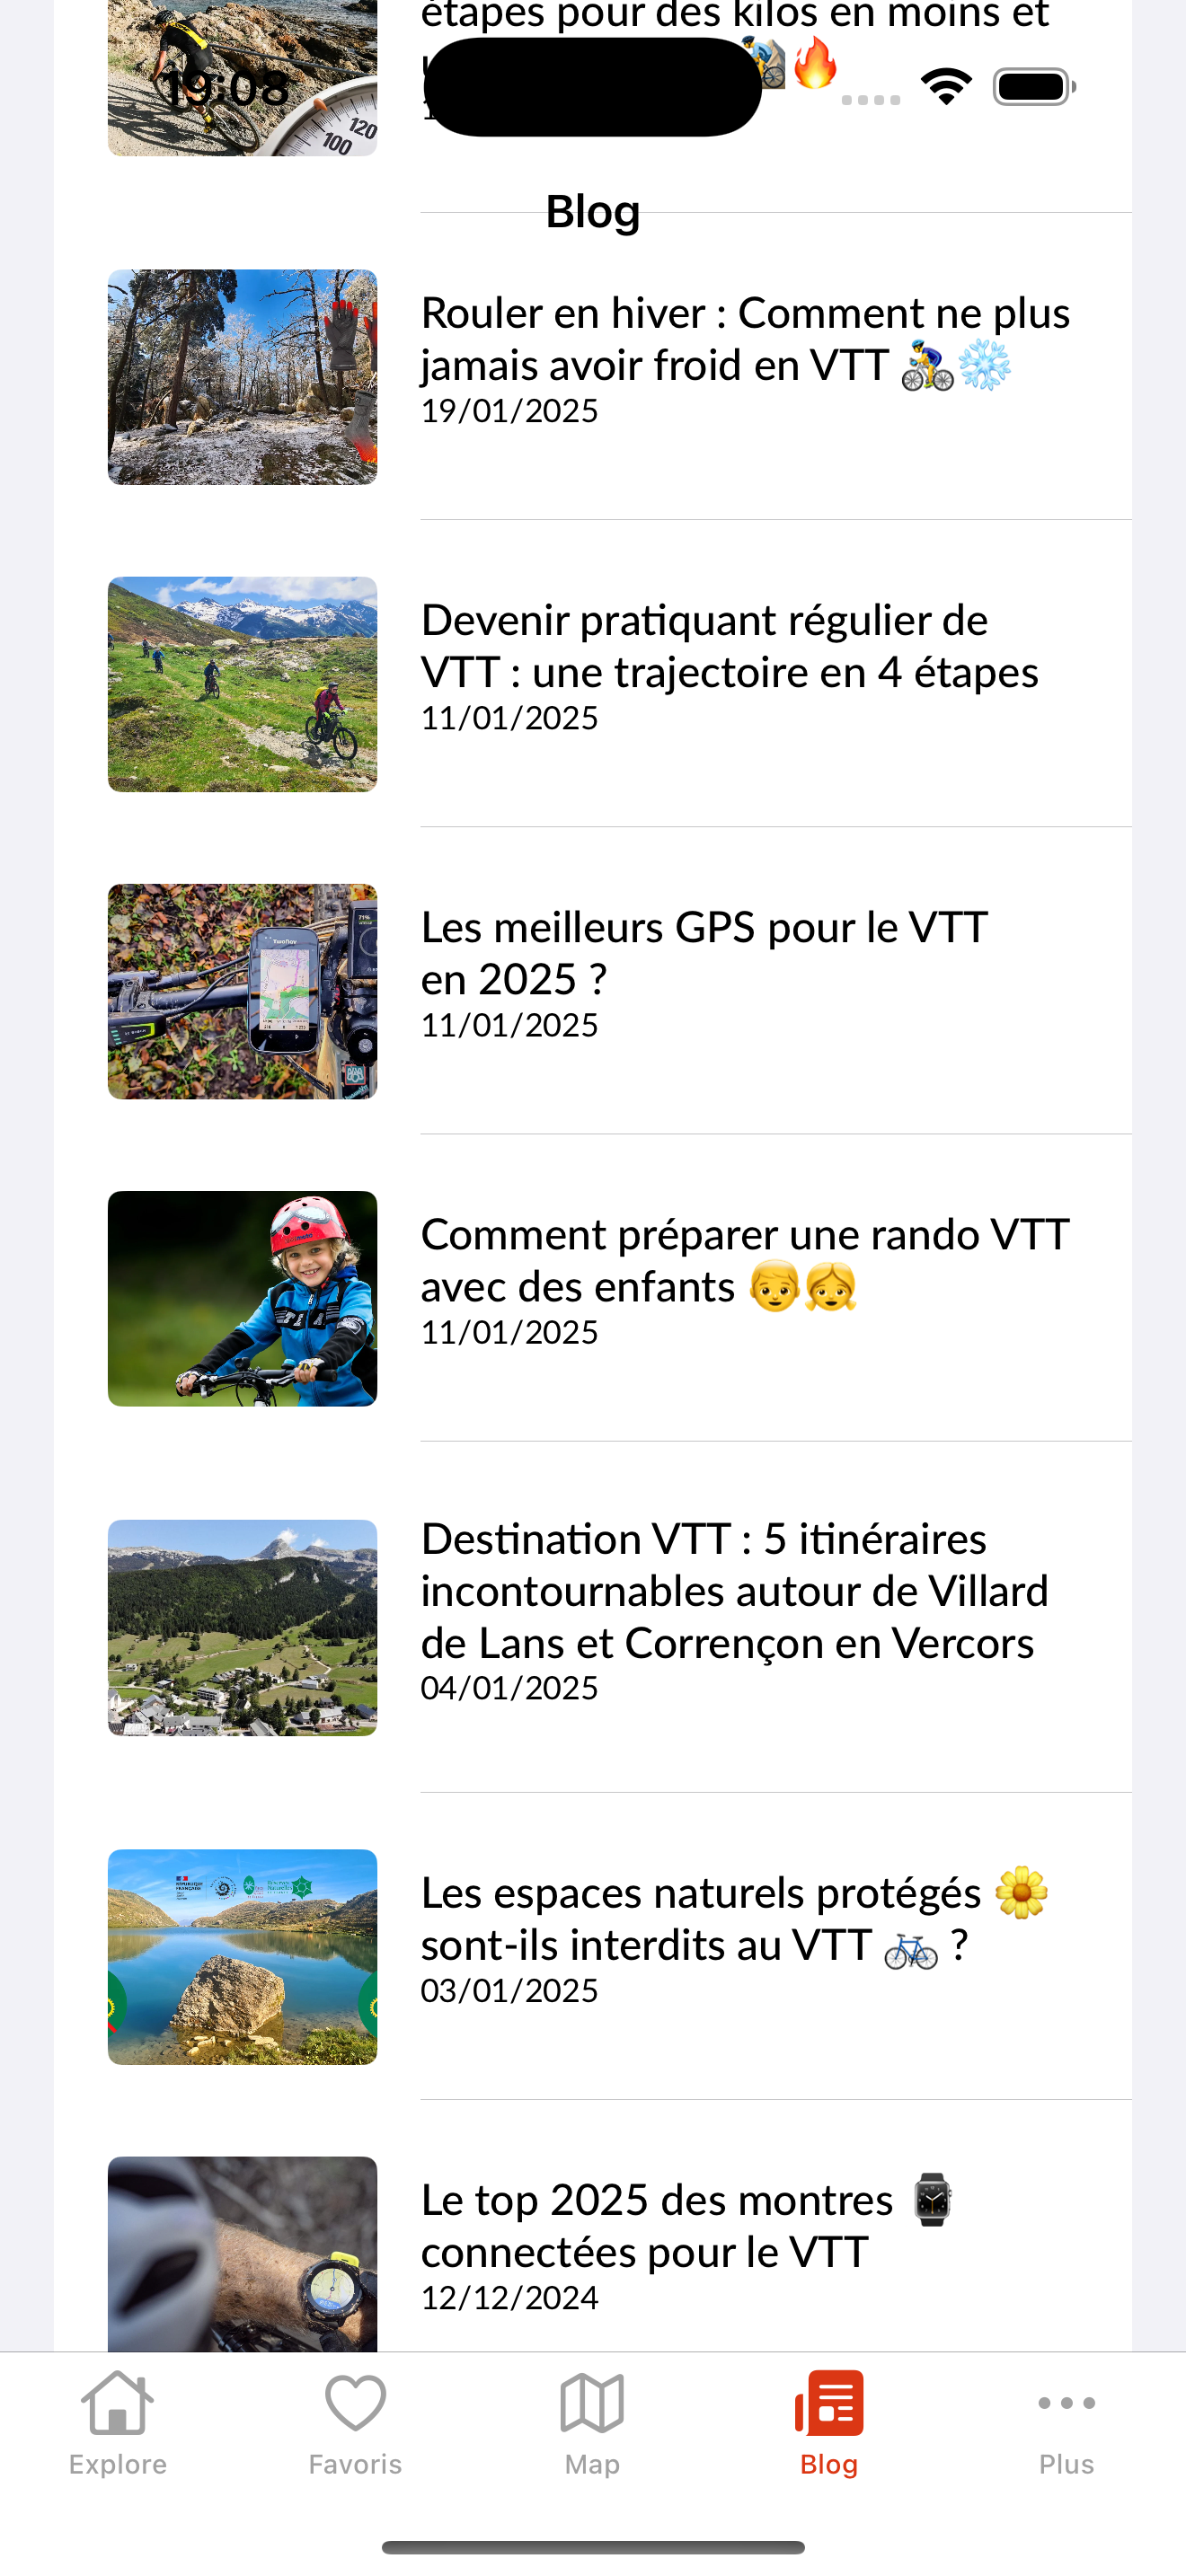 étapes pour des kilos en moins et
🔥
19:08
120
100
Blog
Rouler en hiver : Comment ne plus
jamais avoir froid en VTT 🚴❄️
19/01/2025
Devenir pratiquant régulier de
VTT : une trajectoire en 4 étapes
11/01/2025
Les meilleurs GPS pour le VTT
en 2025 ?
11/01/2025
71%
Comment préparer une rando VTT
avec des enfants 👦👧
11/01/2025
Destination VTT : 5 itinéraires
incontournables autour de Villard
de Lans et Corrençon en Vercors
04/01/2025
Les espaces naturels protégés 🌼
sont-ils interdits au VTT 🚲 ?
03/01/2025
Le top 2025 des montres ⌚
connectées pour le VTT
12/12/2024
Explore
Favoris
Map
Blog
Plus